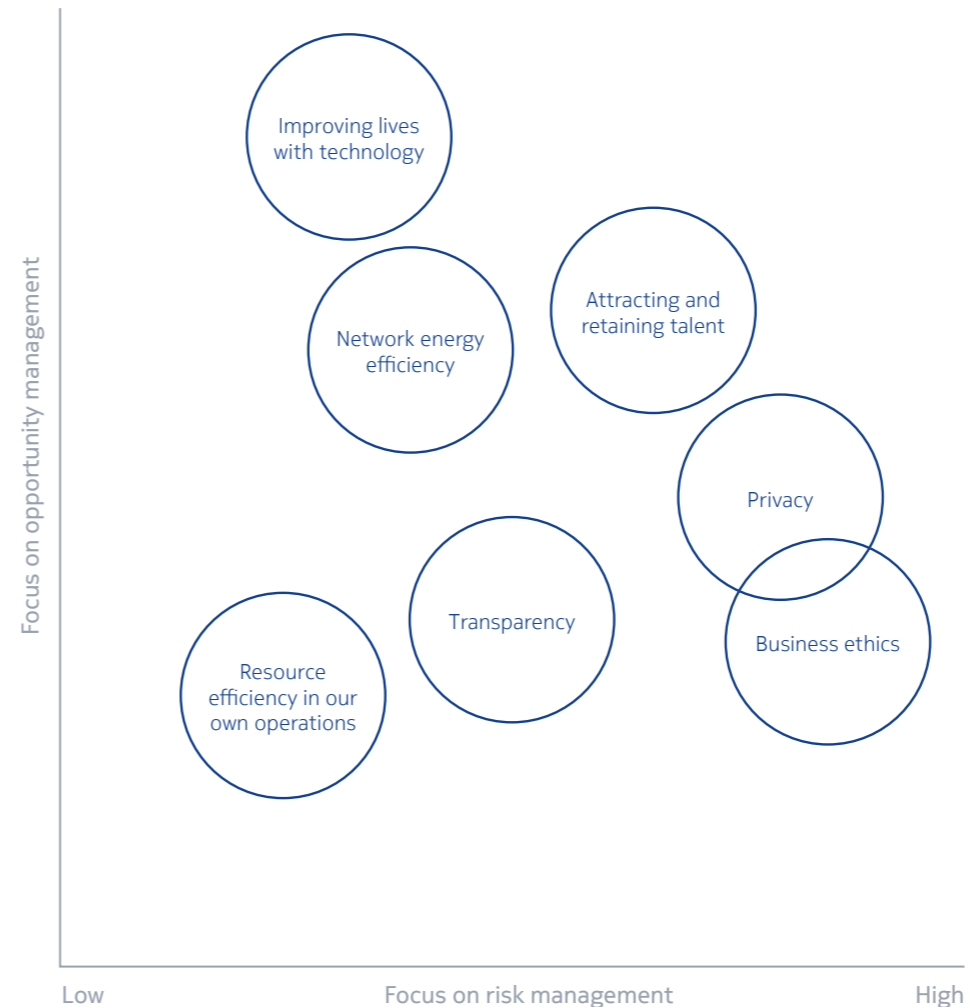 Improving lives
with technology
Attracting and
retaining talent
Network energy
efficiency
Privacy
Transparency
Business ethics
Resource
efficiency in our
own operations
Focus on opportunity management
Low
Focus on risk management
High